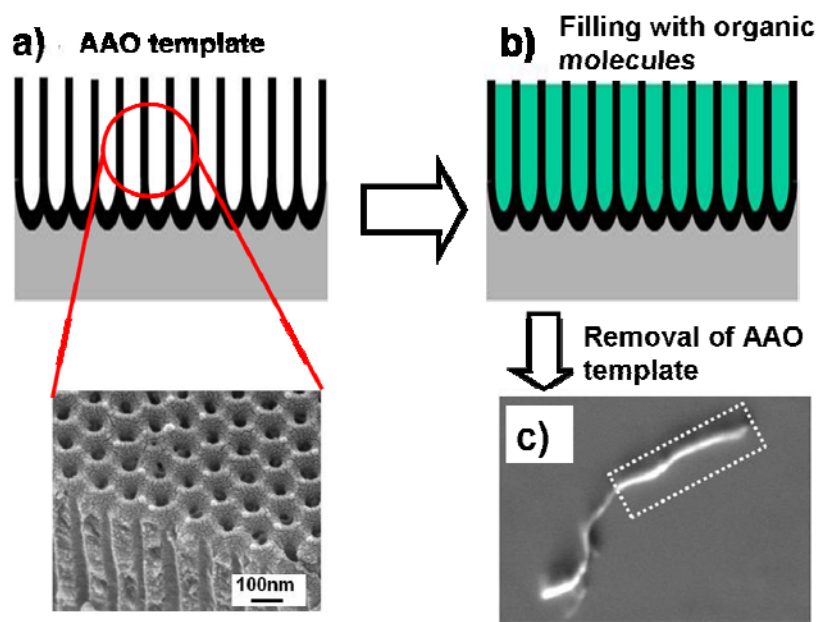 a) AAO template
b) Filling with organic
molecules
Removal of AAO
template
100nm
c)